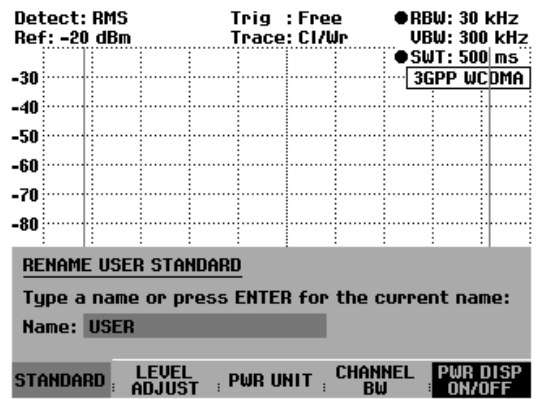 Detect: RMS Trig : Free ●RBW: 30 kHz
Ref: -20 dBm Trace: Cl/Wr VBW: 300 kHz
●SWT: 500 ms
-30 3GPP WCDMA
-40
-50
-60
-70
-80
RENAME USER STANDARD
Type a name or press ENTER for the current name:
Name: USER
STANDARD LEVEL ADJUST PWR UNIT CHANNEL BW PWR DISP ON/OFF